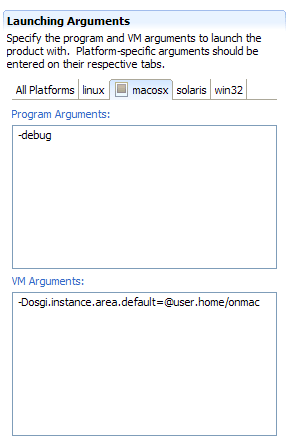 Launching Arguments
Specify the program and VM arguments to launch the
product with.  Platform-specific arguments should be
entered on their respective tabs.
All Platforms linux macosx solaris win32
Program Arguments:
-debug
VM Arguments:
-Dosgi.instance.area.default=@user.home/onmac